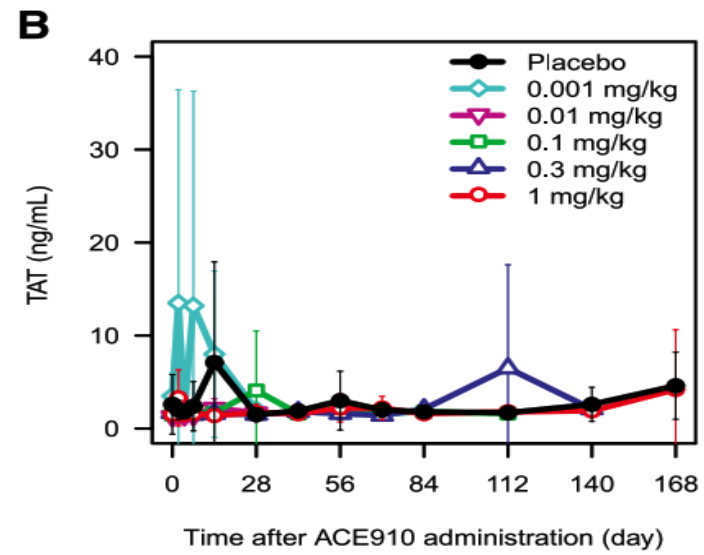 B
TAT (ng/mL)
40
30
20
10
0
Placebo
0.001 mg/kg
0.01 mg/kg
0.1 mg/kg
0.3 mg/kg
1 mg/kg
0 28 56 84 112 140 168
Time after ACE910 administration (day)